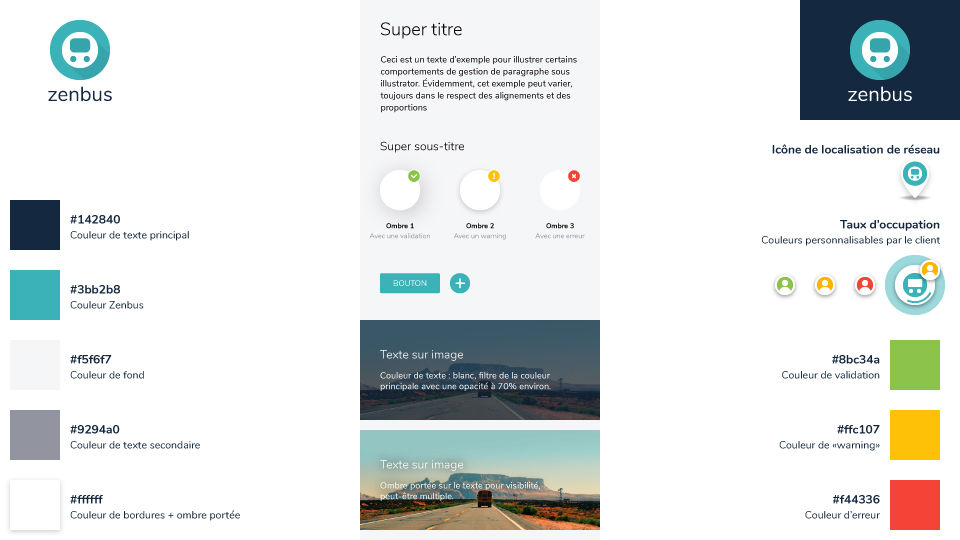 zenbus
#142840
Couleur de texte principal
#3bb2b8
Couleur Zenbus
#f5f6f7
Couleur de fond
#9294a0
Couleur de texte secondaire
#ffffff
Couleur de bordures + ombre portée
Super titre
Ceci est un texte d'exemple pour illustrer certains
comportements de gestion de paragraphe sous
illustrator. Évidemment, cet exemple peut varier,
toujours dans le respect des alignements et des
proportions
Super sous-titre
Ombre 1
Avec une validation
Ombre 2
Avec un warning
Ombre 3
Avec une erreur
BOUTON
Texte sur image
Couleur de texte : blanc, filtre de la couleur
principale avec une opacité à 70% environ.
Texte sur image
Ombre portée sur le texte pour visibilité,
peut-être multiple.
zenbus
Icône de localisation de réseau
Taux d'occupation
Couleurs personnalisables par le client
#8bc34a
Couleur de validation
#ffc107
Couleur de «warning»
#f44336
Couleur d'erreur